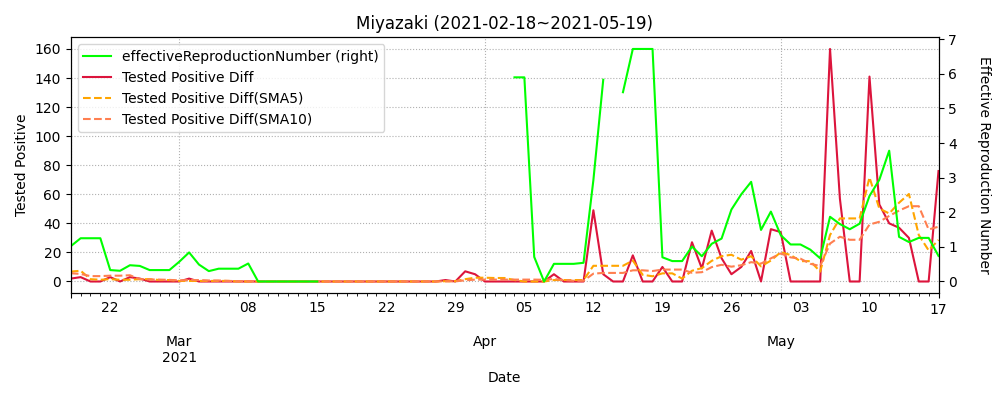 Miyazaki (2021-02-18~2021-05-19)
effectiveReproductionNumber (right)
Tested Positive Diff
Tested Positive Diff(SMA5)
Tested Positive Diff(SMA10)
Tested Positive
160
140
120
100
80
60
40
20
0
7
6
5
4
3
2
1
0
Effective Reproduction Number
22 08 15 22 29 05 12 19 26 03 10 17
Mar Apr May
2021
Date